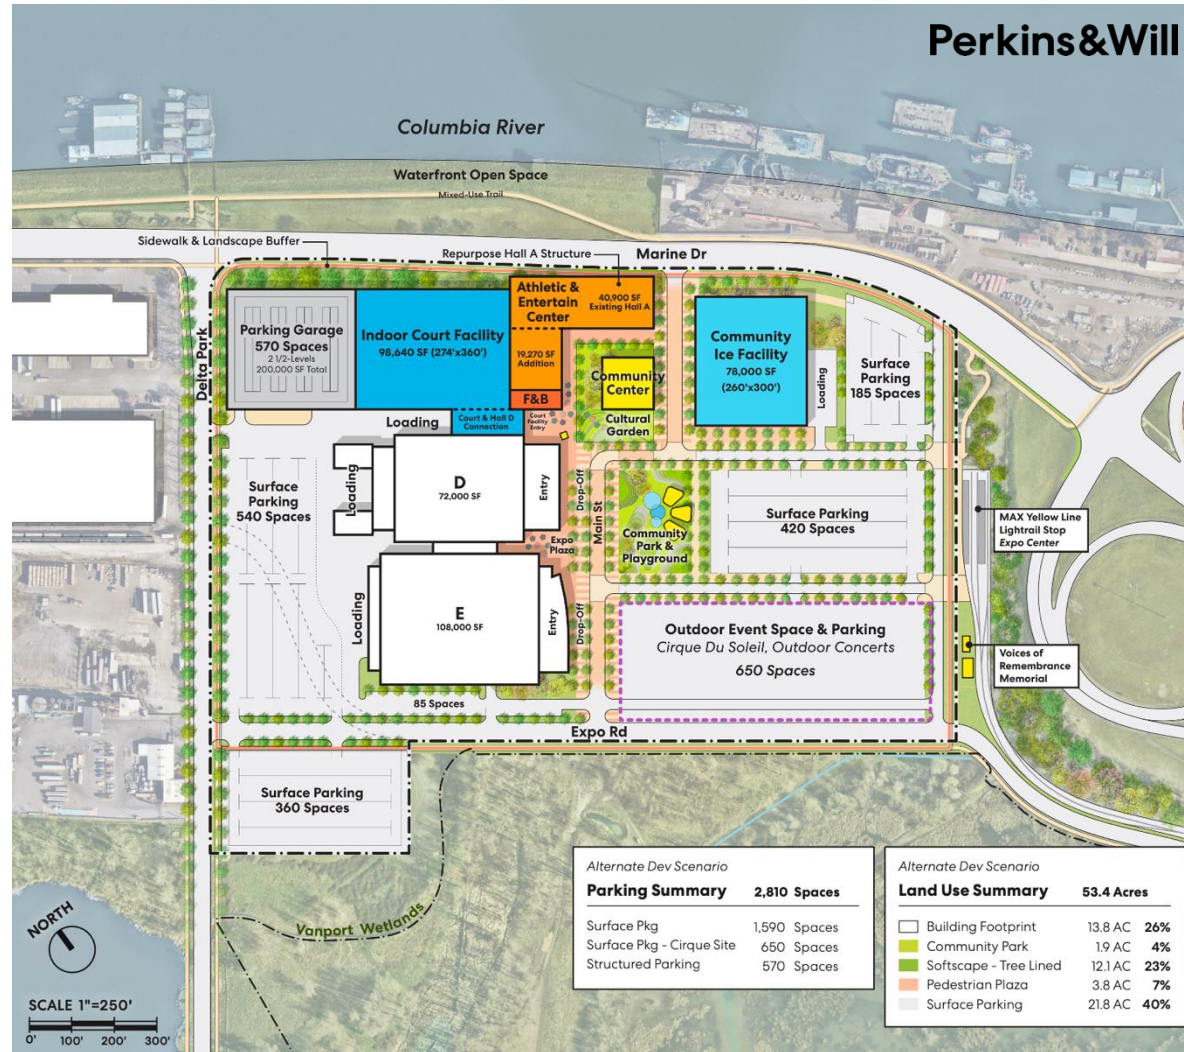 Perkins&Will
Columbia River
Waterfront Open Space
Mixed-Use Trail
Sidewalk & Landscape Buffer
Repurpose Hall A Structure
Marine Dr
Delta Park
Parking Garage
570 Spaces
2 1/2-Levels
200,000 SF Total
Indoor Court Facility
98,640 SF (274'x360')
Athletic &
Entertain
Center
40,900 SF
Existing Hall A
19,270 SF
Addition
F&B
Community
Center
Cultural
Garden
Community
Ice Facility
78,000 SF
(260'x300')
Loading
Surface
Parking
185 Spaces
Loading
Court & Hall D
Connection
Court
Facility
Entry
Surface
Parking
540 Spaces
Loading
D
72,000 SF
Entry
Drop-Off
Main St
Expo
Plaza
Community
Park &
Playground
Surface Parking
420 Spaces
MAX Yellow Line
Lightrail Stop
Expo Center
Loading
E
108,000 SF
Entry
Drop-Off
Outdoor Event Space & Parking
Cirque Du Soleil, Outdoor Concerts
650 Spaces
Voices of
Remembrance
Memorial
85 Spaces
Expo Rd
Surface Parking
360 Spaces
Vanport Wetlands
NORTH
SCALE 1"=250'
0' 100' 200' 300'
Alternate Dev Scenario
Parking Summary 2,810 Spaces
Surface Pkg 1,590 Spaces
Surface Pkg - Cirque Site 650 Spaces
Structured Parking 570 Spaces
Alternate Dev Scenario
Land Use Summary 53.4 Acres
Building Footprint 13.8 AC 26%
Community Park 1.9 AC 4%
Softscape - Tree Lined 12.1 AC 23%
Pedestrian Plaza 3.8 AC 7%
Surface Parking 21.8 AC 40%